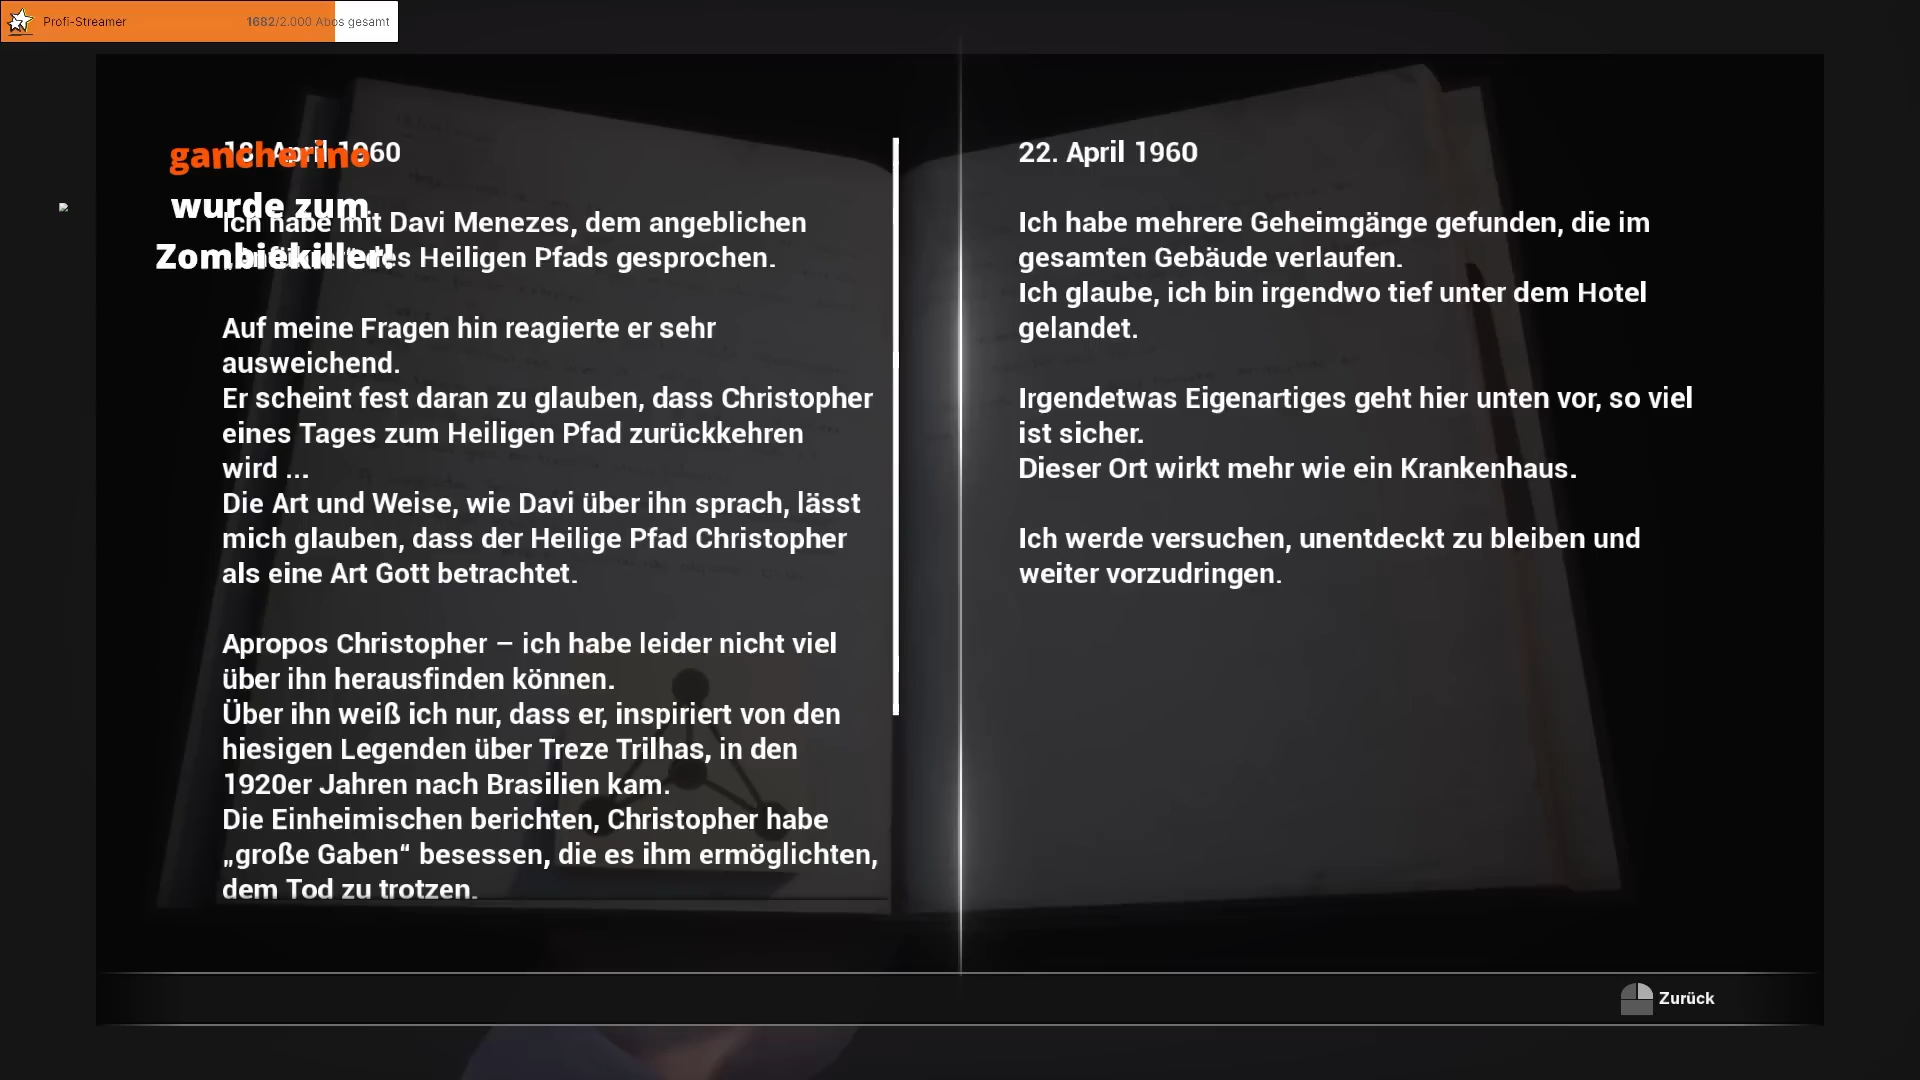 Profi-Streamer
1682/2.000 Abos gesamt
gancherino
wurde zum
Zombiekiller!
18. April 1960
Ich habe mit Davi Menezes, dem angeblichen
des Heiligen Pfads gesprochen.
Auf meine Fragen hin reagierte er sehr
ausweichend.
Er scheint fest daran zu glauben, dass Christopher
eines Tages zum Heiligen Pfad zurückkehren
wird ...
Die Art und Weise, wie Davi über ihn sprach, lässt
mich glauben, dass der Heilige Pfad Christopher
als eine Art Gott betrachtet.
Apropos Christopher – ich habe leider nicht viel
über ihn herausfinden können.
Über ihn weiß ich nur, dass er, inspiriert von den
hiesigen Legenden über Treze Trilhas, in den
1920er Jahren nach Brasilien kam.
Die Einheimischen berichten, Christopher habe
„große Gaben“ besessen, die es ihm ermöglichten,
dem Tod zu trotzen.
22. April 1960
Ich habe mehrere Geheimgänge gefunden, die im
gesamten Gebäude verlaufen.
Ich glaube, ich bin irgendwo tief unter dem Hotel
gelandet.
Irgendetwas Eigenartiges geht hier unten vor, so viel
ist sicher.
Dieser Ort wirkt mehr wie ein Krankenhaus.
Ich werde versuchen, unentdeckt zu bleiben und
weiter vorzudringen.
Zurück